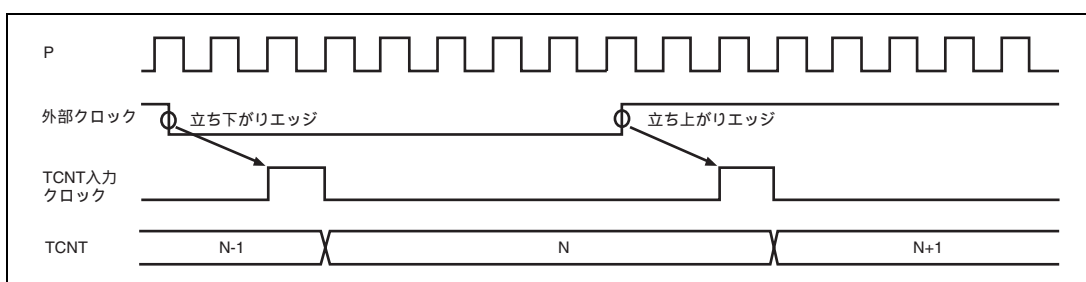 P
外部クロック
立ち下がりエッジ
立ち上がりエッジ
TCNT入力
クロック
TCNT
N-1
N
N+1